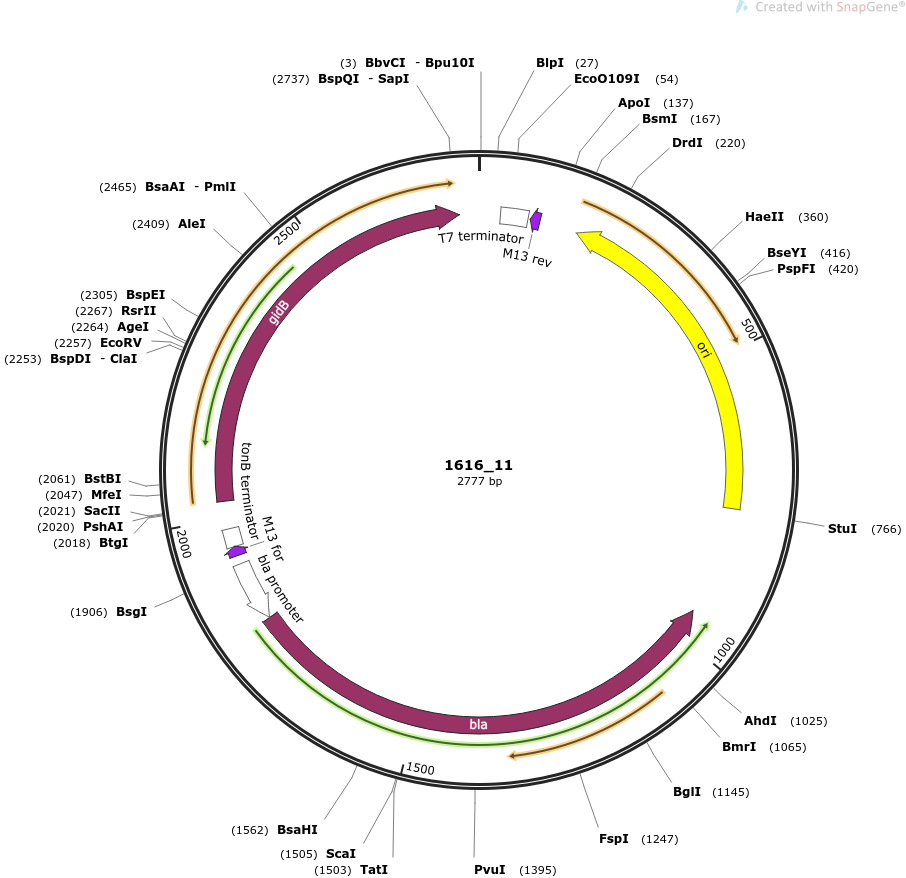 Created with SnapGene®
(3) BbvCI - Bpu10I
BlpI (27)
(2737) BspQI - SapI
EcoO109I (54)
ApoI (137)
BsmI (167)
DrdI (220)
(2465) BsaAI - PmlI
HaeII (360)
(2409) AleI
2500
T7 terminator
M13 rev
BseYI (416)
PspFI (420)
(2305) BspEI
(2267) RsrII
gidB
(2264) AgeI
500
(2257) EcoRV
ori
(2253) BspDI - ClaI
1616_11
2777 bp
(2061) BstBI
(2047) MfeI
(2021) SacII
(2020) PshAI
(2018) BtgI
tonB terminator
StuI (766)
2000
M13 for
bla promoter
(1906) BsgI
1000
bla
AhdI (1025)
BmrI (1065)
1500
BglI (1145)
(1562) BsaHI
FspI (1247)
(1505) ScaI
(1503) TatI
PvuI (1395)